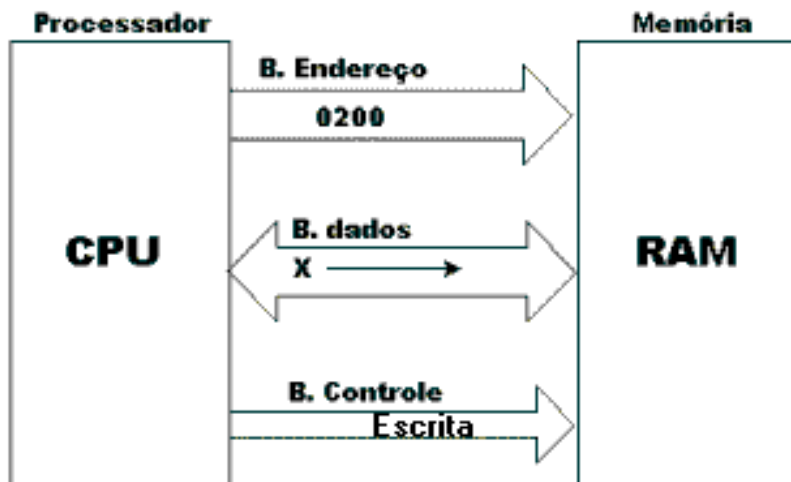 Processador
Memória
B. Endereço
0200
CPU
B. dados
X
RAM
B. Controle
Escrita